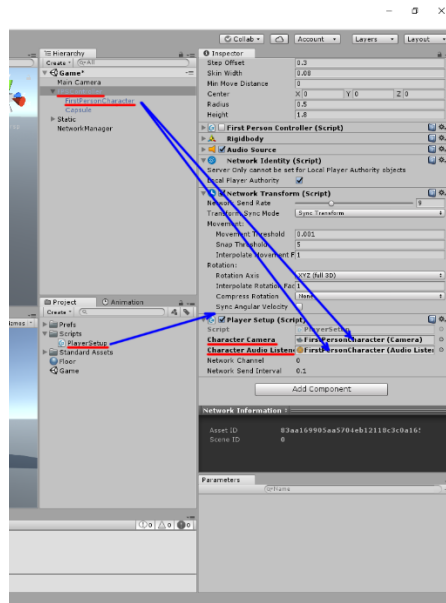 Collab
Account
Layers
Layout
Hierarchy
Create
Game*
Main Camera
FirstPersonCharacter
Capsule
Static
NetworkManager
Inspector
Step Offset 0.3
Skin Width 0.08
Min Move Distance 0
Center X 0 Y 0 Z 0
Radius 0.5
Height 1.8
First Person Controller (Script)
Rigidbody
Audio Source
Network Identity (Script)
Server Only cannot be set for Local Player Authority objects
Local Player Authority
Network Transform (Script)
Network Send Rate 9
Transform Sync Mode Sync Transform
Movement:
Movement Threshold 0.001
Snap Threshold 5
Interpolate Movement F 1
Rotation:
Rotation Axis XYZ (full 3D)
Interpolate Rotation Fac 1
Compress Rotation None
Sync Angular Velocity
Player Setup (Script)
Script PlayerSetup
Character Camera FirstPersonCharacter (Camera)
Character Audio Listene FirstPersonCharacter (Audio Listen
Network Channel 0
Network Send Interval 0.1
Add Component
Project
Animation
Create
Prefs
Scripts
PlayerSetup
Standard Assets
Floor
Game
Network Information
Asset ID
Scene ID 0
Parameters
0 0 0